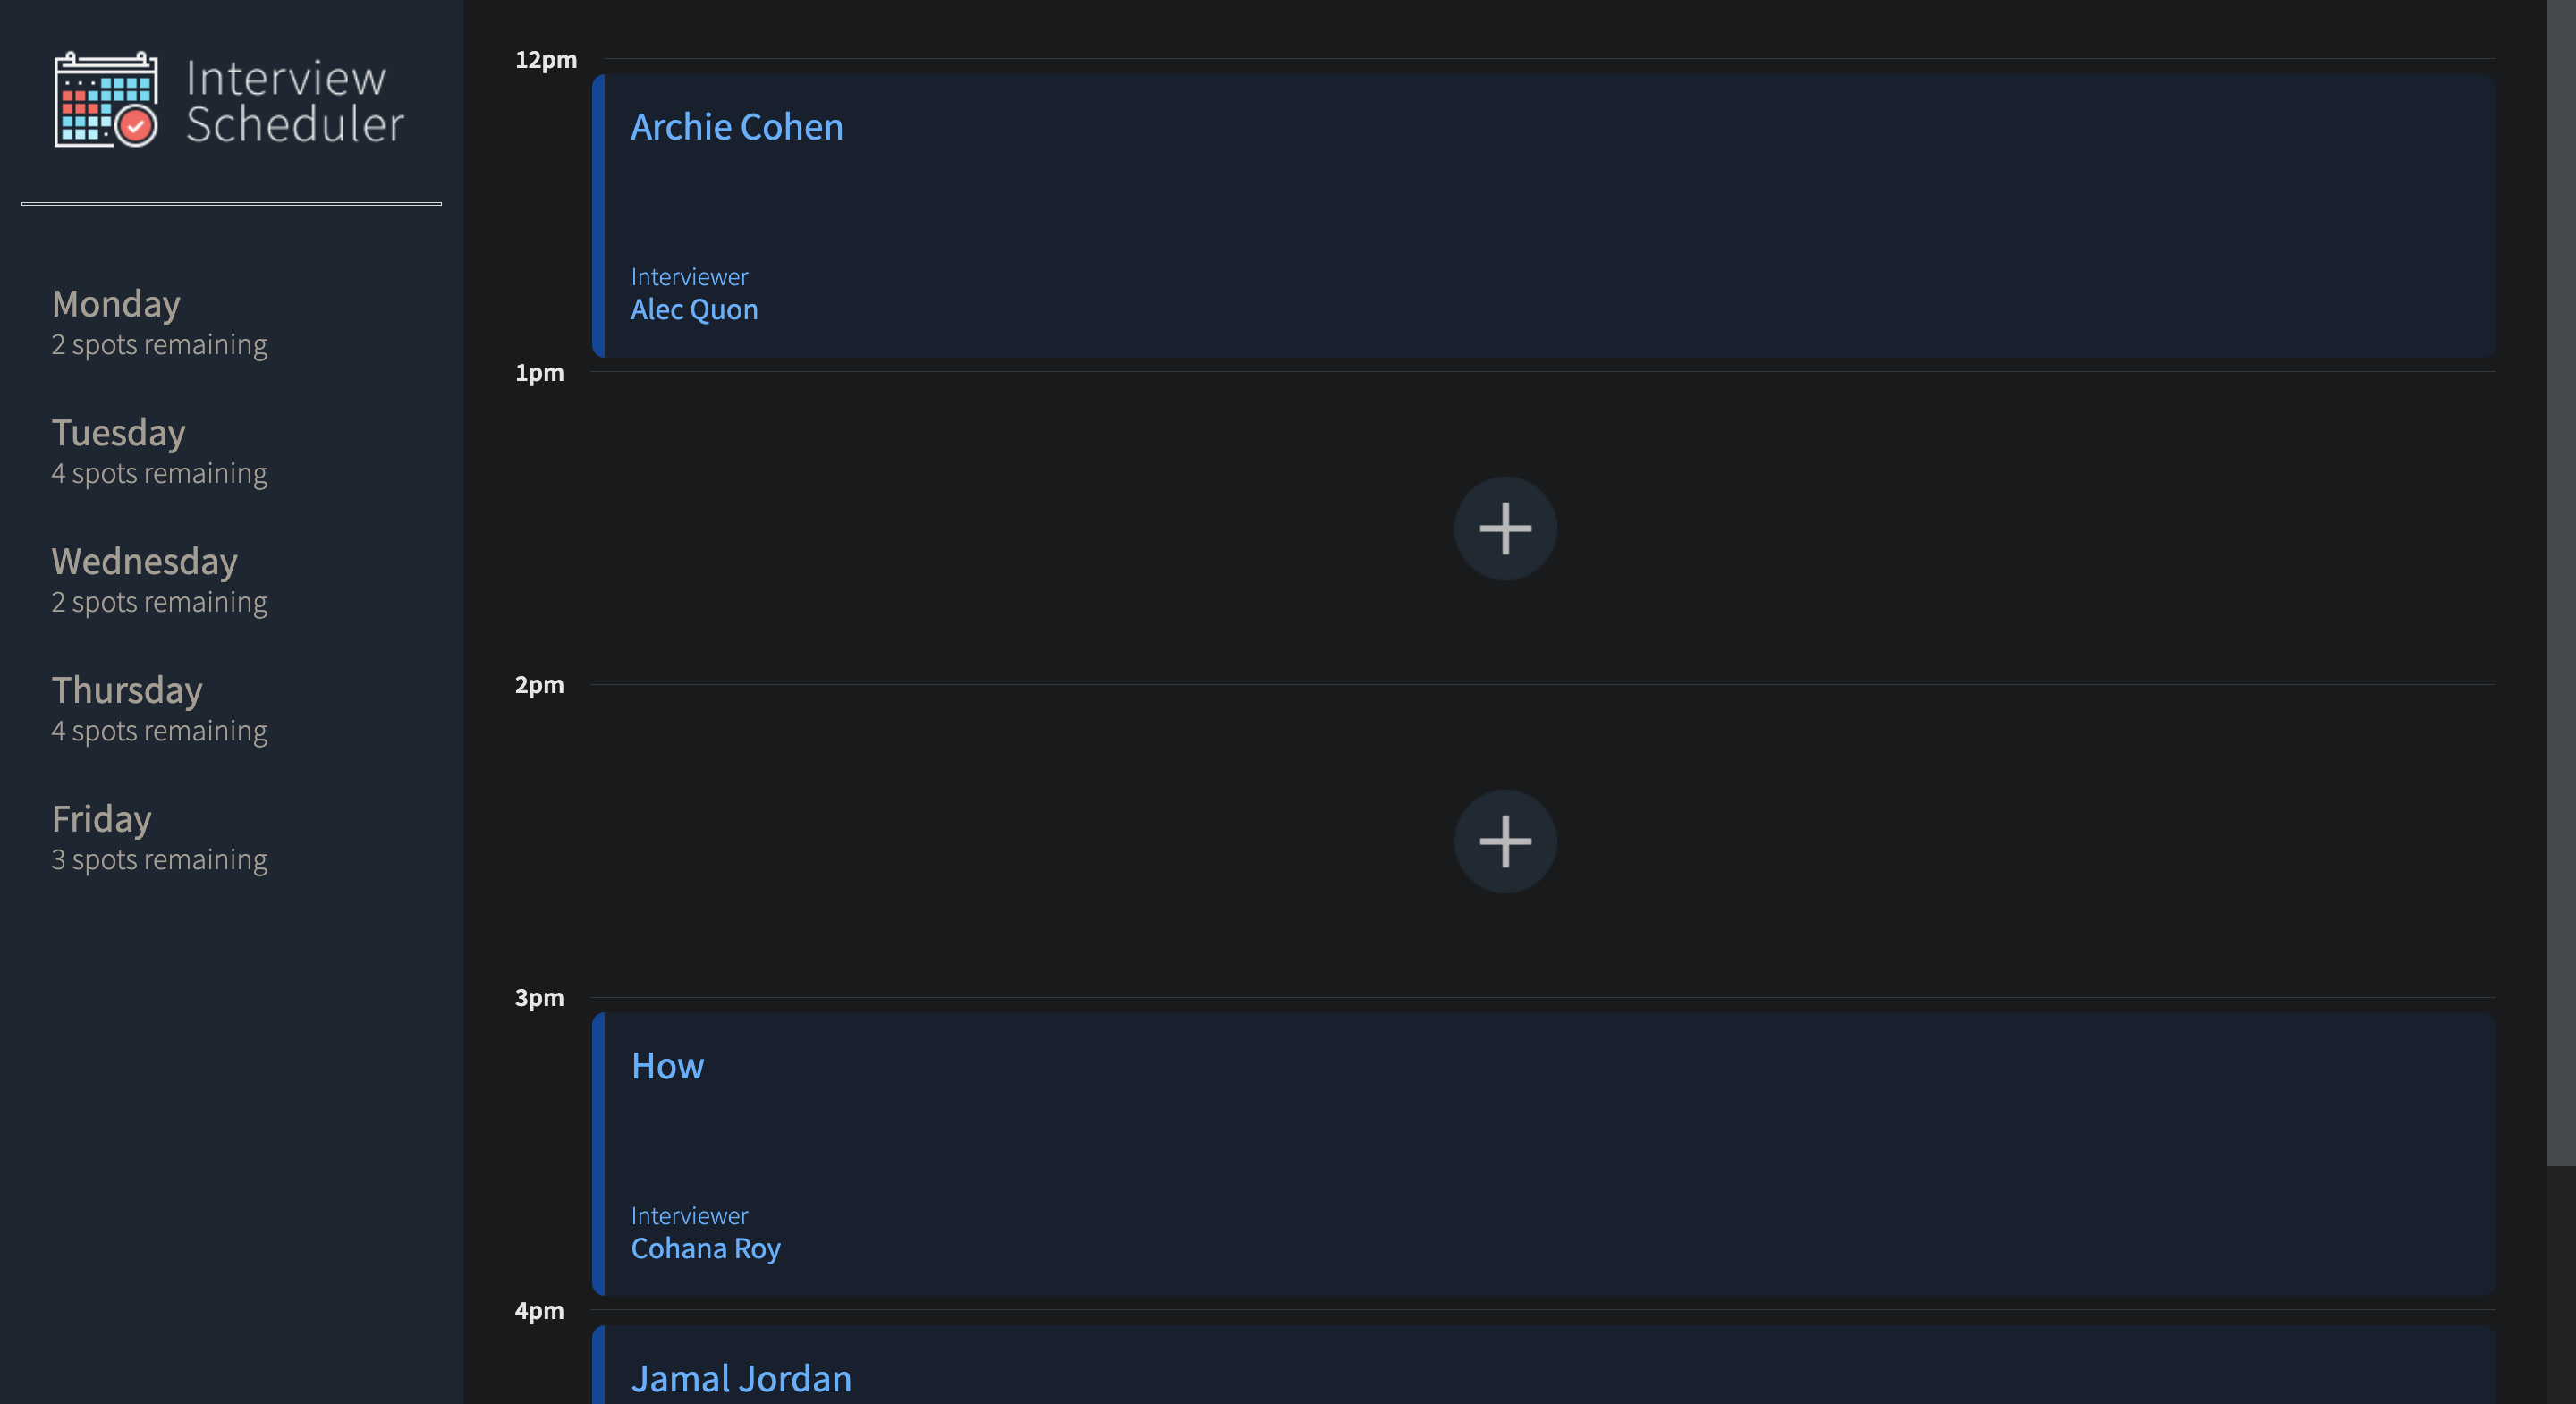 Interview
Scheduler
Monday
2 spots remaining
Tuesday
4 spots remaining
Wednesday
2 spots remaining
Thursday
4 spots remaining
Friday
3 spots remaining
12pm
Archie Cohen
Interviewer
Alec Quon
1pm
2pm
3pm
How
Interviewer
Cohana Roy
4pm
Jamal Jordan